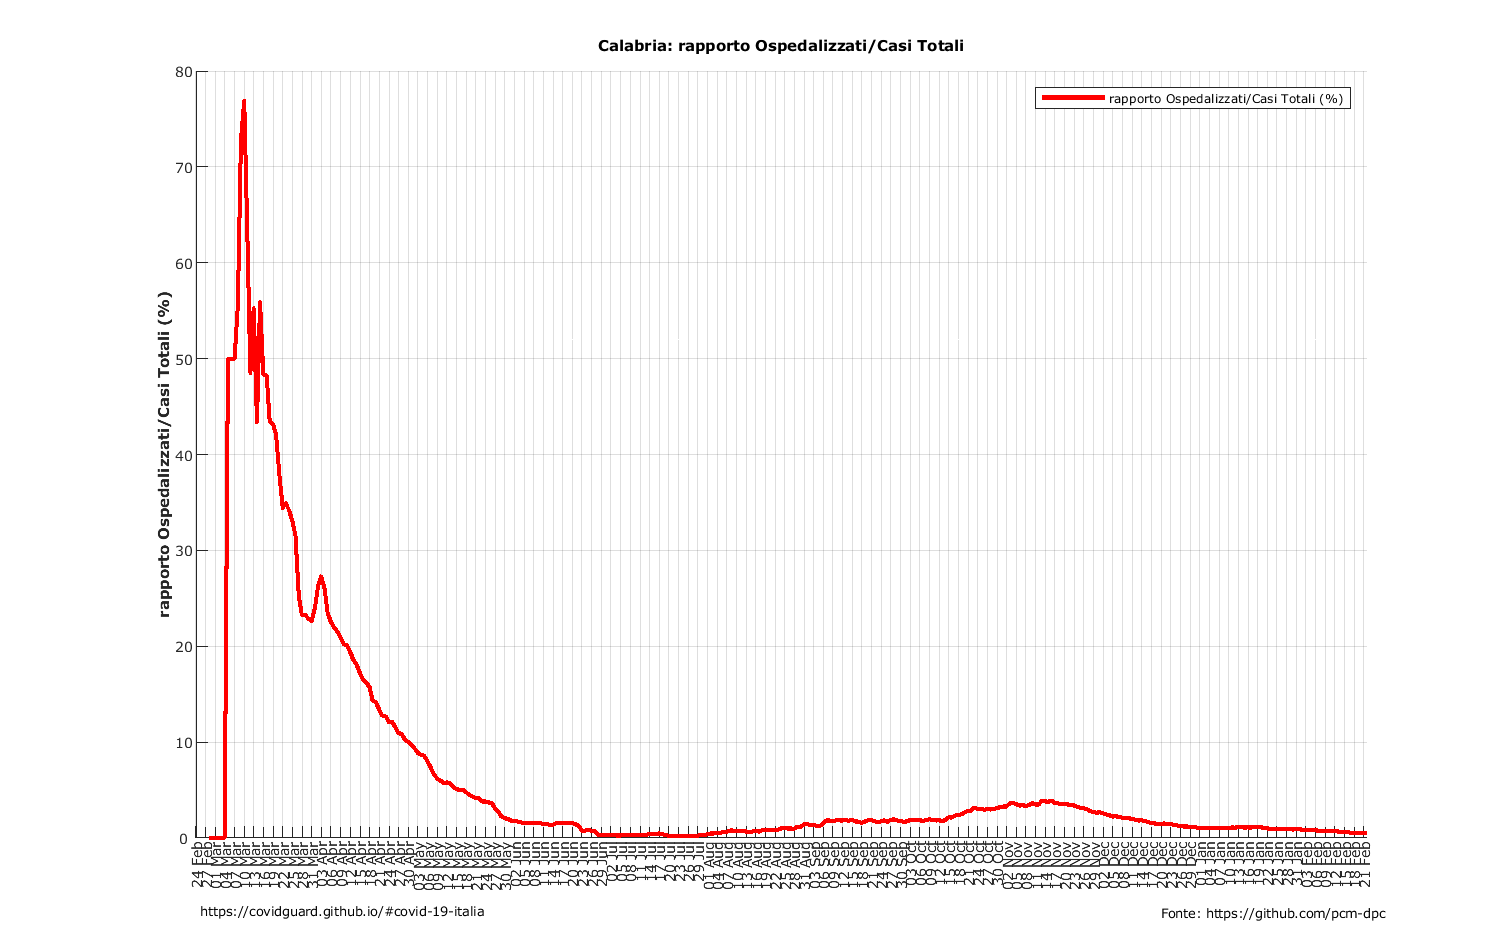 Calabria: rapporto Ospedalizzati/Casi Totali
rapporto Ospedalizzati/Casi Totali (%)
rapporto Ospedalizzati/Casi Totali (%)
80
70
60
50
40
30
20
10
0
24 Feb
27 Feb
01 Mar
04 Mar
07 Mar
10 Mar
13 Mar
16 Mar
19 Mar
22 Mar
25 Mar
28 Mar
31 Mar
03 Apr
06 Apr
09 Apr
12 Apr
15 Apr
18 Apr
21 Apr
24 Apr
27 Apr
30 Apr
03 May
06 May
09 May
12 May
15 May
18 May
21 May
24 May
27 May
30 May
02 Jun
05 Jun
08 Jun
11 Jun
14 Jun
17 Jun
20 Jun
23 Jun
26 Jun
29 Jun
02 Jul
05 Jul
08 Jul
11 Jul
14 Jul
17 Jul
20 Jul
23 Jul
26 Jul
29 Jul
01 Aug
04 Aug
07 Aug
10 Aug
13 Aug
16 Aug
19 Aug
22 Aug
25 Aug
28 Aug
31 Aug
03 Sep
06 Sep
09 Sep
12 Sep
15 Sep
18 Sep
21 Sep
24 Sep
27 Sep
30 Sep
03 Oct
06 Oct
09 Oct
12 Oct
15 Oct
18 Oct
21 Oct
24 Oct
27 Oct
30 Oct
02 Nov
05 Nov
08 Nov
11 Nov
14 Nov
17 Nov
20 Nov
23 Nov
26 Nov
29 Nov
02 Dec
05 Dec
08 Dec
11 Dec
14 Dec
17 Dec
20 Dec
23 Dec
26 Dec
29 Dec
01 Jan
04 Jan
07 Jan
10 Jan
13 Jan
16 Jan
19 Jan
22 Jan
25 Jan
28 Jan
31 Jan
03 Feb
06 Feb
09 Feb
12 Feb
15 Feb
18 Feb
21 Feb
https://covidguard.github.io/#covid-19-italia
Fonte: https://github.com/pcm-dpc